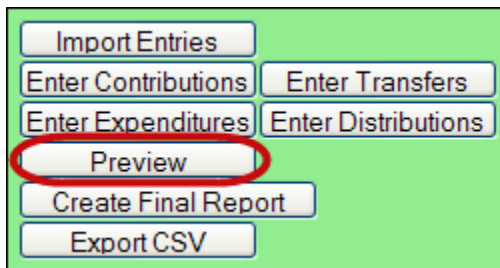 Import Entries
Enter Contributions Enter Transfers
Enter Expenditures Enter Distributions
Preview
Create Final Report
Export CSV